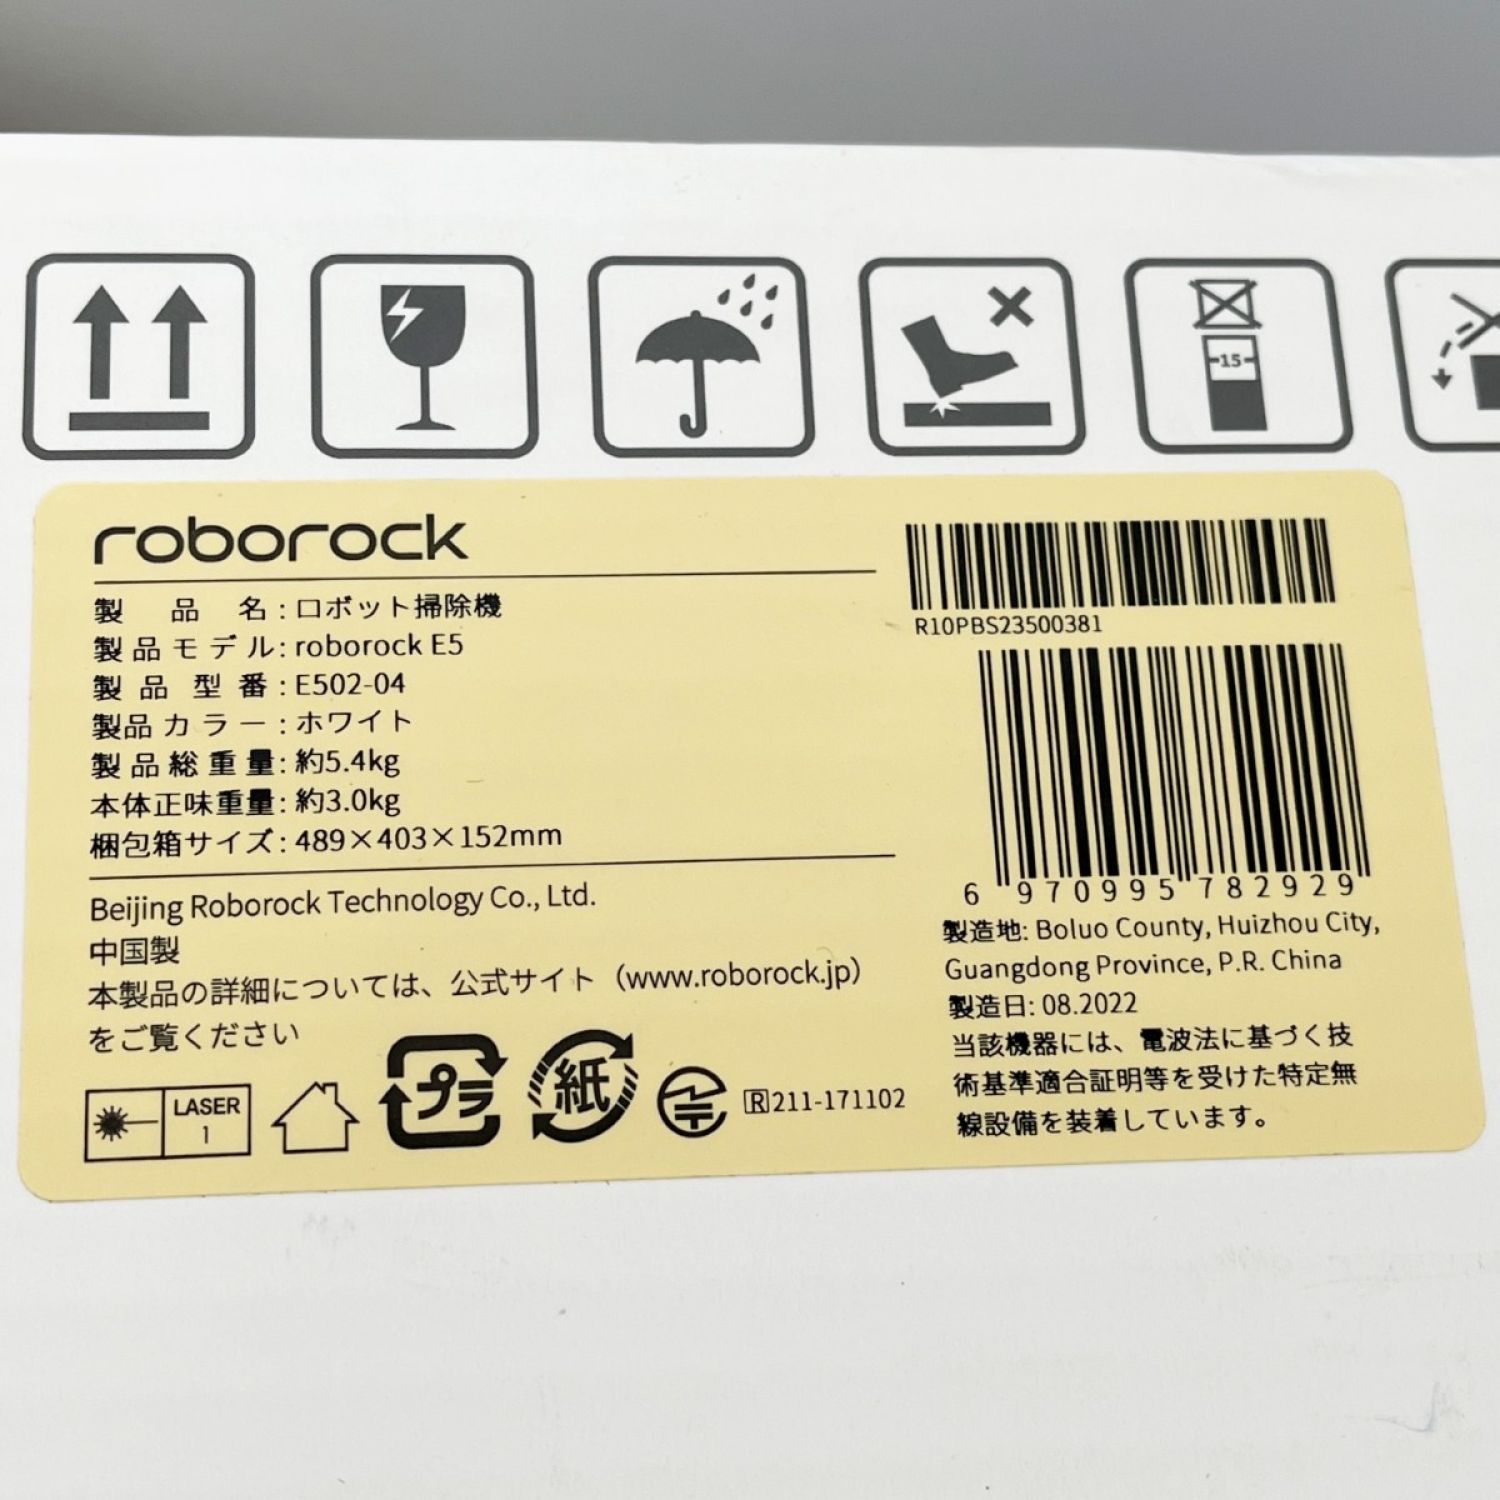 15
roborock
製品名：ロボット掃除機
製品モデル：roborock E5
製品型番：E502-04
製品カラー：ホワイト
製品総重量：約5.4kg
本体正味重量：約3.0kg
梱包箱サイズ：489×403×152mm
Beijing Roborock Technology Co., Ltd.
中国製
本製品の詳細については、公式サイト（www.roborock.jp）
をご覧ください
LASER
1
プラ
紙
R 211-171102
R10PBS23500381
6 970995 782929
製造地: Boluo County, Huizhou City,
Guangdong Province, P.R. China
製造日: 08.2022
当該機器には、電波法に基づく技
術基準適合証明等を受けた特定無
線設備を装着しています。